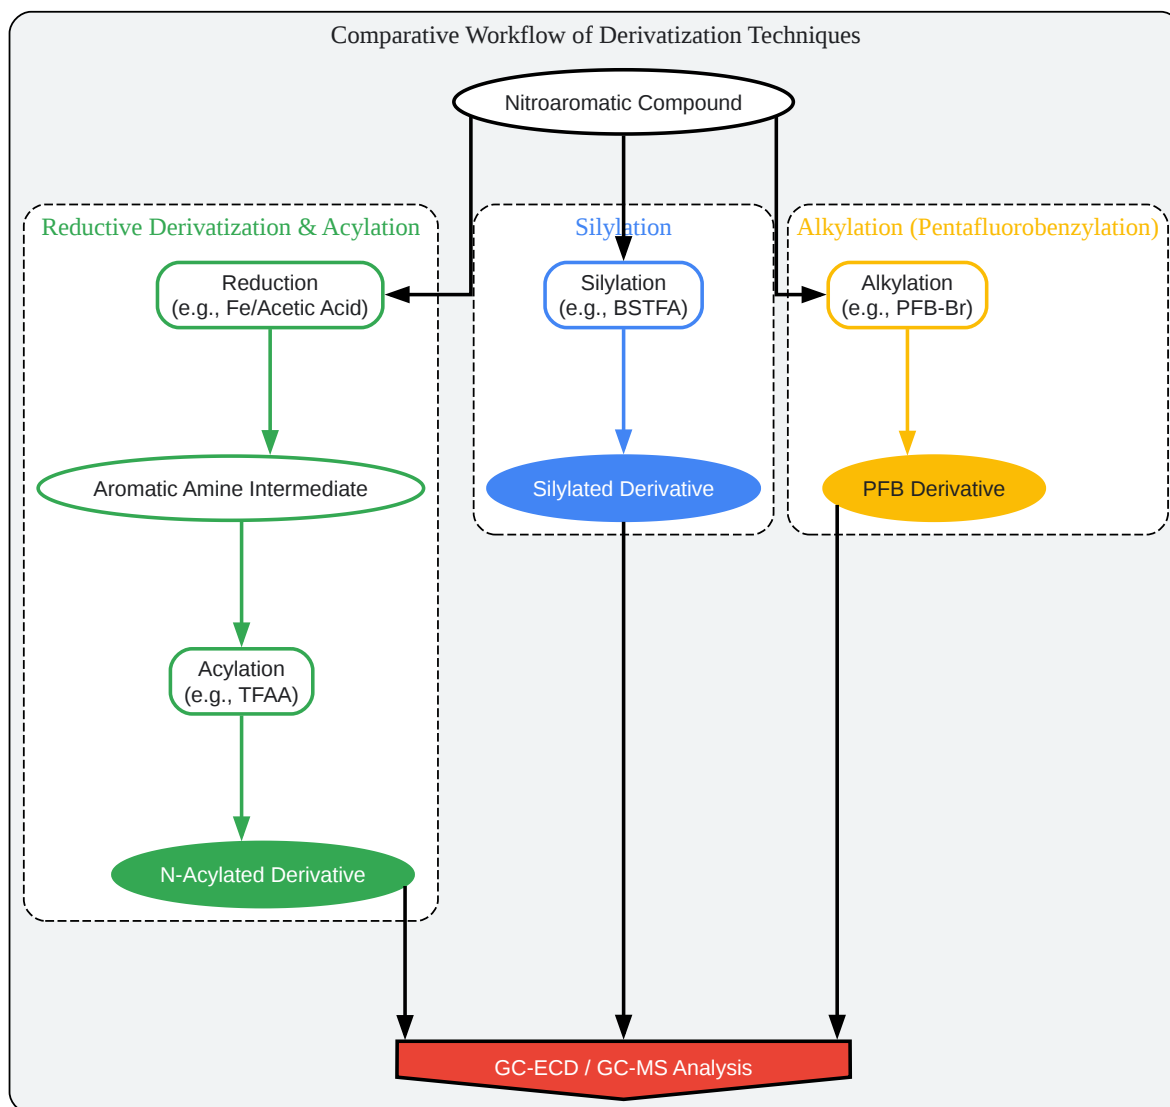 Comparative Workflow of Derivatization Techniques
Nitroaromatic Compound
Reductive Derivatization & Acylation
Silylation
Alkylation (Pentafluorobenzylation)
Reduction
(e.g., Fe/Acetic Acid)
Silylation
(e.g., BSTFA)
Alkylation
(e.g., PFB-Br)
Aromatic Amine Intermediate
Silylated Derivative
PFB Derivative
Acylation
(e.g., TFAA)
N-Acylated Derivative
GC-ECD / GC-MS Analysis